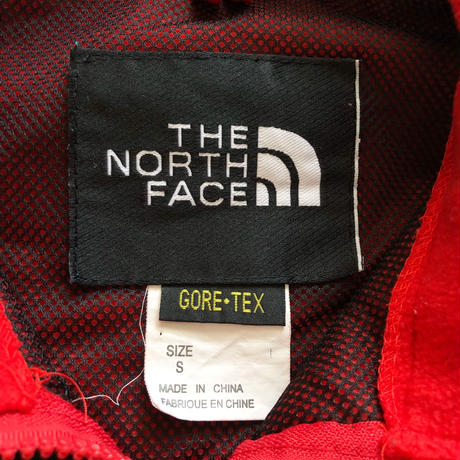 THE
NORTH
FACE
GORE-TEX
SIZE
S
MADE IN CHINA
FABRIQUE EN CHINE